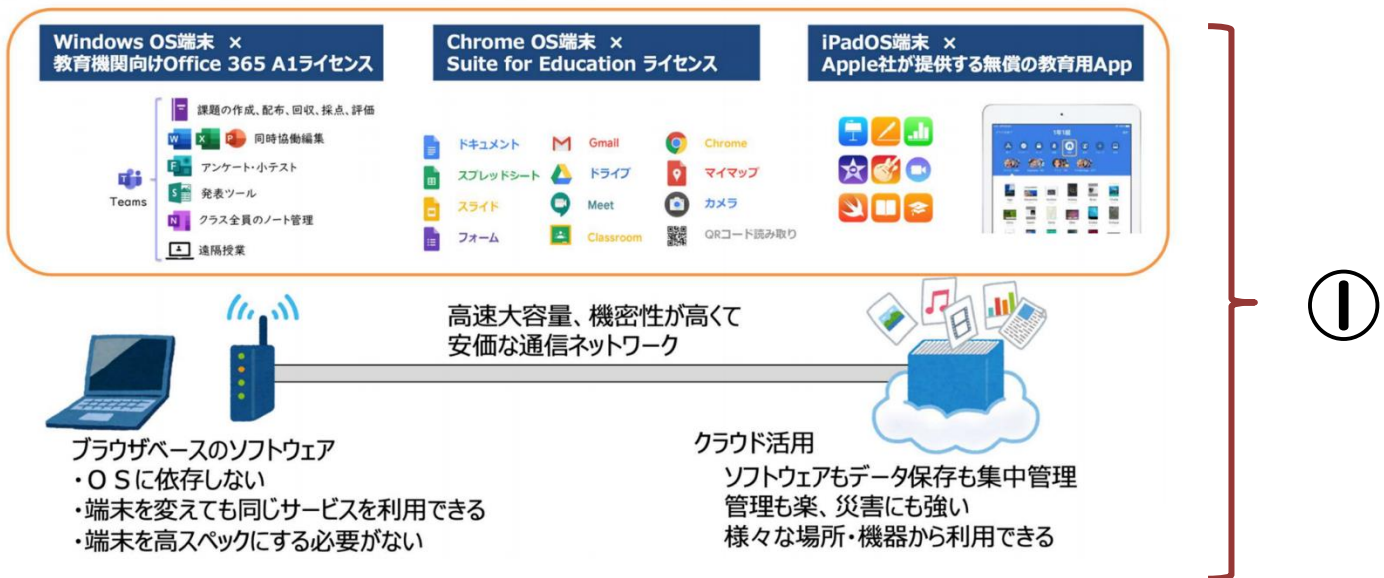 Windows OS端末 ×
教育機関向けOffice 365 A1ライセンス
Chrome OS端末 ×
Suite for Education ライセンス
iPadOS端末 ×
Apple社が提供する無償の教育用App
Teams
課題の作成、配布、回収、採点、評価
同時協働編集
アンケート・小テスト
発表ツール
クラス全員のノート管理
遠隔授業
ドキュメント
スプレッドシート
スライド
フォーム
Gmail
ドライブ
Meet
Classroom
Chrome
マイマップ
カメラ
QRコード読み取り
①
高速大容量、機密性が高くて
安価な通信ネットワーク
ブラウザベースのソフトウェア
・OSに依存しない
・端末を変えても同じサービスを利用できる
・端末を高スペックにする必要がない
クラウド活用
ソフトウェアもデータ保存も集中管理
管理も楽、災害にも強い
様々な場所・機器から利用できる